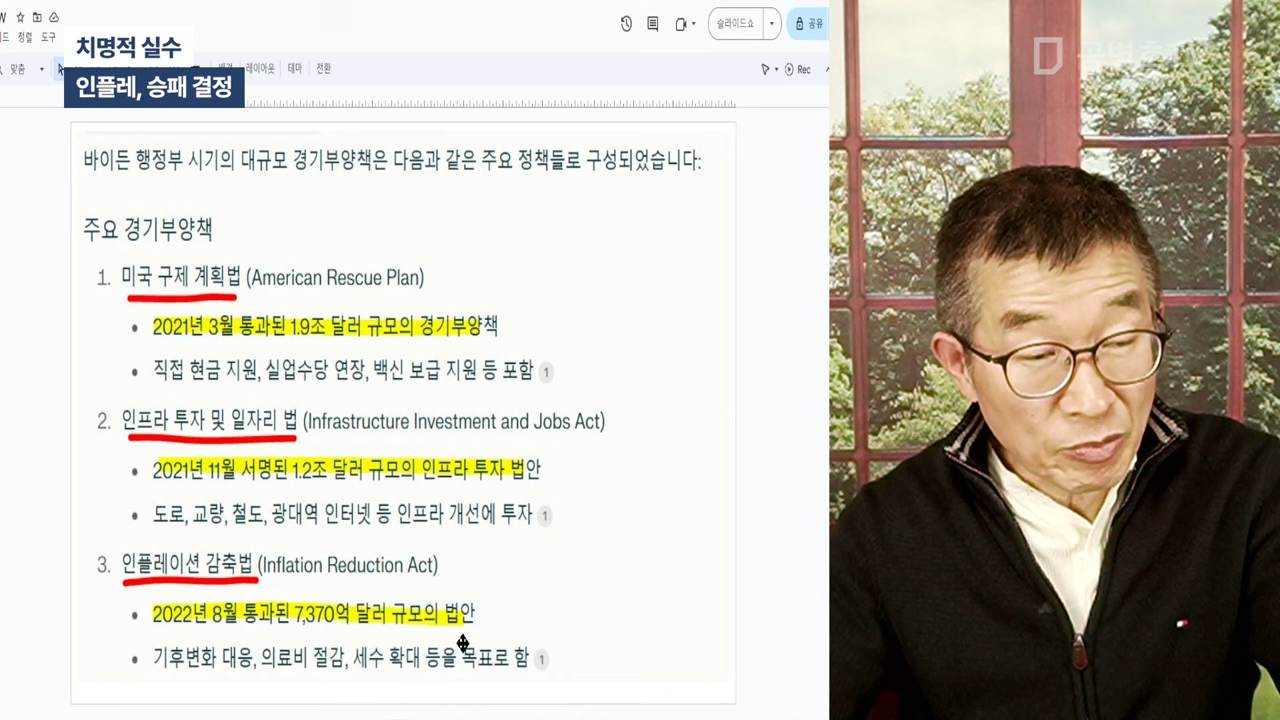 치명적 실수
인플레, 승패 결정
정렬 도구
맞춤
레이아웃
테마
전환
슬라이드쇼
공유
Rec
바이든 행정부 시기의 대규모 경기부양책은 다음과 같은 주요 정책들로 구성되었습니다:
주요 경기부양책
1. 미국 구제 계획법 (American Rescue Plan)
• 2021년 3월 통과된 1.9조 달러 규모의 경기부양책
• 직접 현금 지원, 실업수당 연장, 백신 보급 지원 등 포함 1
2. 인프라 투자 및 일자리 법 (Infrastructure Investment and Jobs Act)
• 2021년 11월 서명된 1.2조 달러 규모의 인프라 투자 법안
• 도로, 교량, 철도, 광대역 인터넷 등 인프라 개선에 투자 1
3. 인플레이션 감축법 (Inflation Reduction Act)
• 2022년 8월 통과된 7,370억 달러 규모의 법안
• 기후변화 대응, 의료비 절감, 세수 확대 등을 목표로 함 1